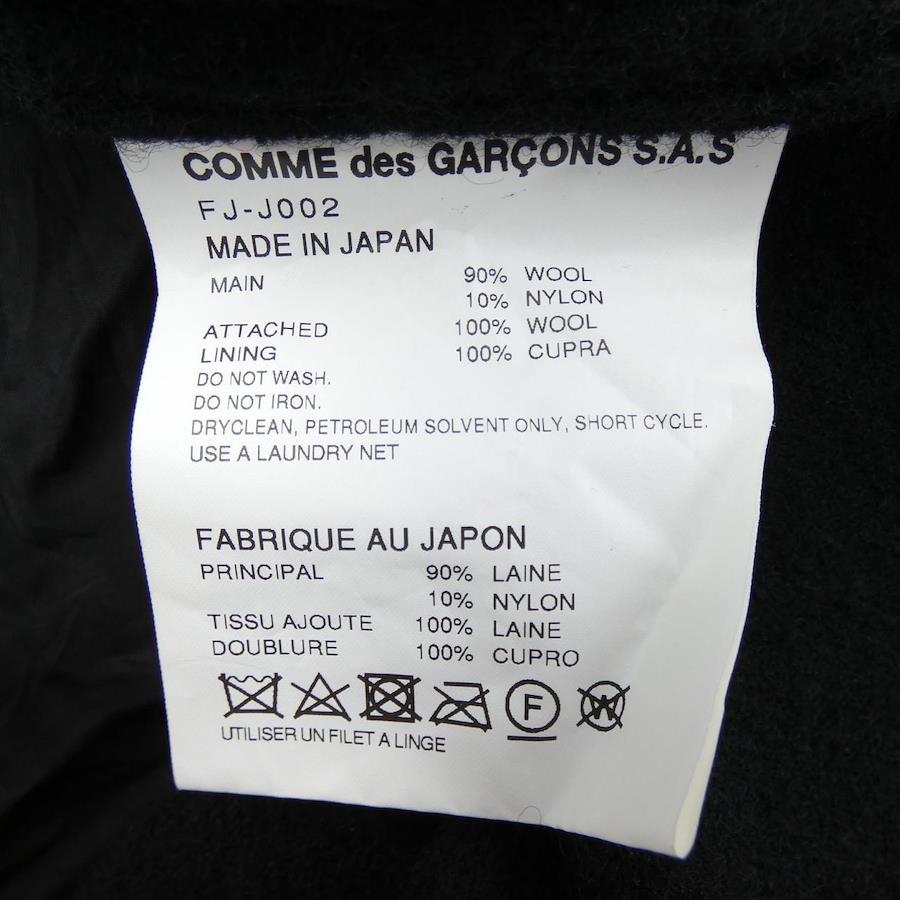 COMME des GARÇONS S.A.S
FJ-J002
MADE IN JAPAN
MAIN 90% WOOL
10% NYLON
ATTACHED 100% WOOL
LINING 100% CUPRA
DO NOT WASH.
DO NOT IRON.
DRYCLEAN, PETROLEUM SOLVENT ONLY, SHORT CYCLE.
USE A LAUNDRY NET
FABRIQUE AU JAPON
PRINCIPAL 90% LAINE
10% NYLON
TISSU AJOUTE 100% LAINE
DOUBLURE 100% CUPRO
F W
UTILISER UN FILET A LINGE